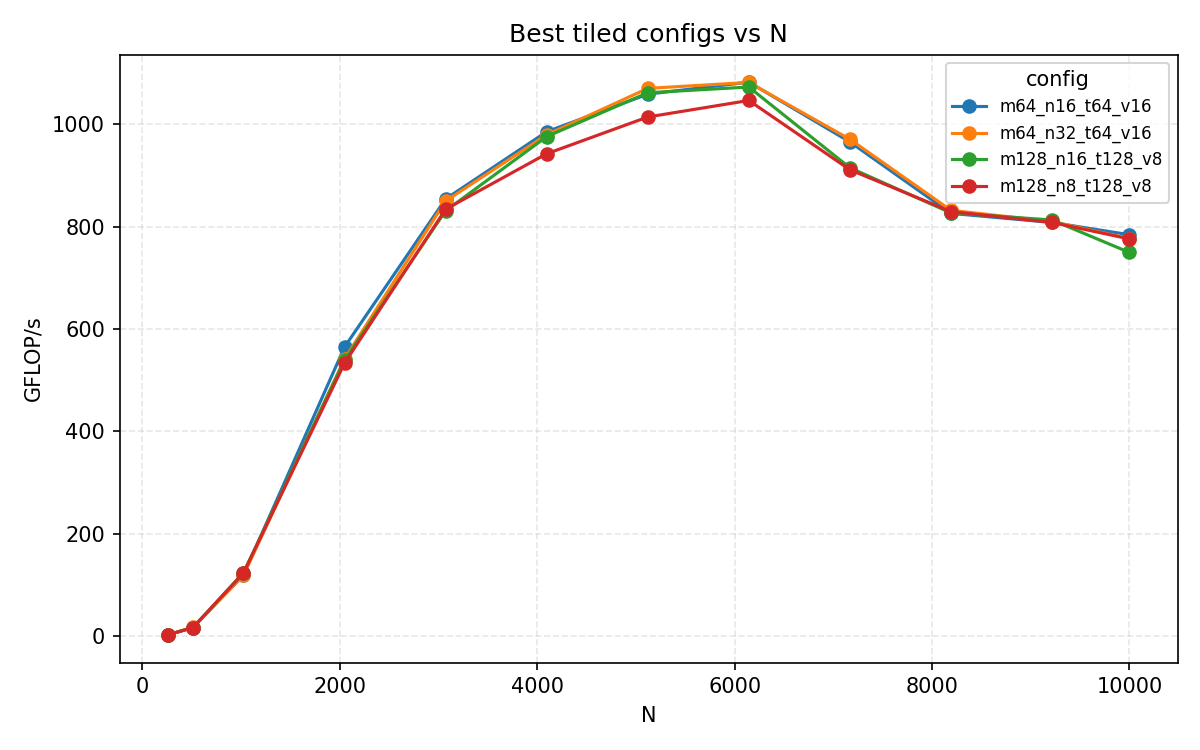 Best tiled configs vs N
config
m64_n16_t64_v16
m64_n32_t64_v16
m128_n16_t128_v8
m128_n8_t128_v8
GFLOP/s
1000
800
600
400
200
0
0 2000 4000 6000 8000 10000
N